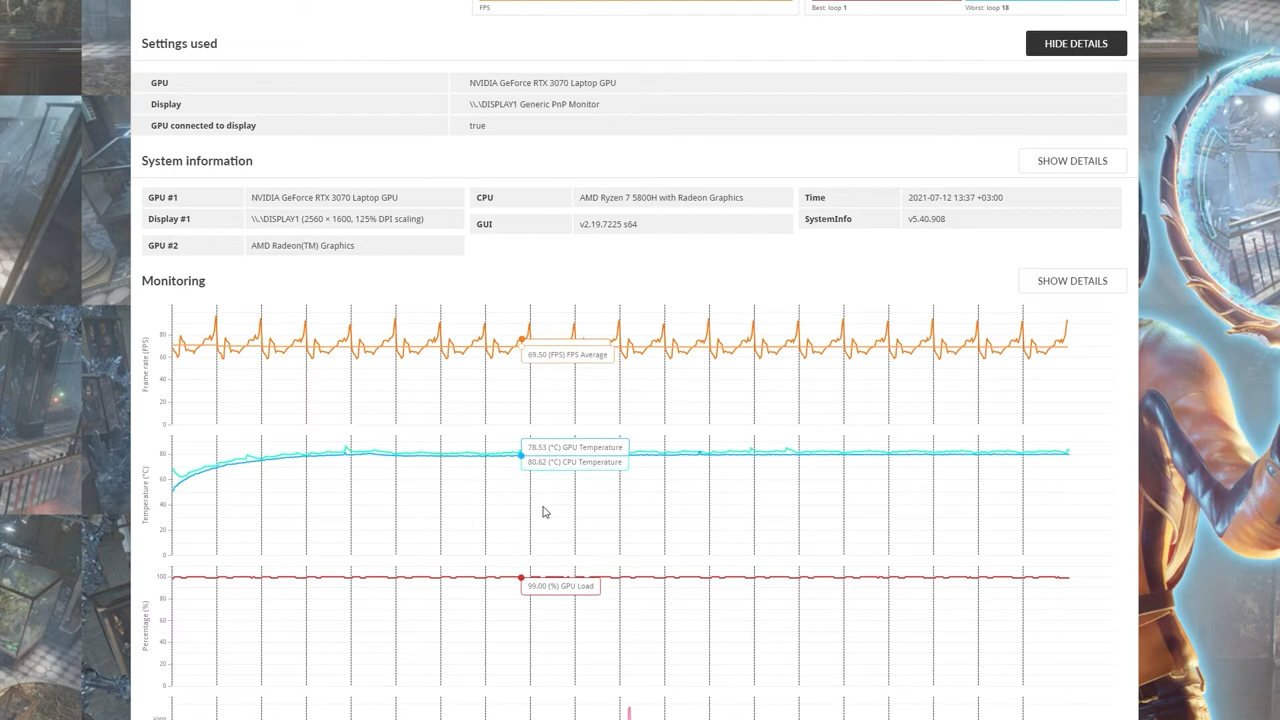 FPS
Best: loop 1
Worst: loop 18
Settings used
HIDE DETAILS
GPU
NVIDIA GeForce RTX 3070 Laptop GPU
Display
\\.\DISPLAY1 Generic PnP Monitor
GPU connected to display
true
System information
SHOW DETAILS
GPU #1
NVIDIA GeForce RTX 3070 Laptop GPU
CPU
AMD Ryzen 7 5800H with Radeon Graphics
Time
2021-07-12 13:37 +03:00
Display #1
\\.\DISPLAY1 (2560 × 1600, 125% DPI scaling)
GUI
v2.19.7225 s64
SystemInfo
v5.40.908
GPU #2
AMD Radeon(TM) Graphics
Monitoring
SHOW DETAILS
Frame rate (FPS)
80
60
40
20
0
69.50 (FPS) FPS Average
Temperature (°C)
80
60
40
20
0
78.53 (°C) GPU Temperature
80.62 (°C) CPU Temperature
Percentage (%)
100
80
60
40
20
0
99.00 (%) GPU Load